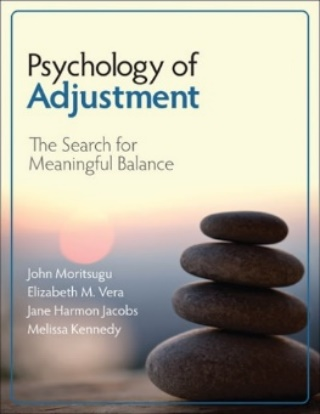 Psychology of
Adjustment
The Search for
Meaningful Balance
John Moritsugu
Elizabeth M. Vera
Jane Harmon Jacobs
Melissa Kennedy